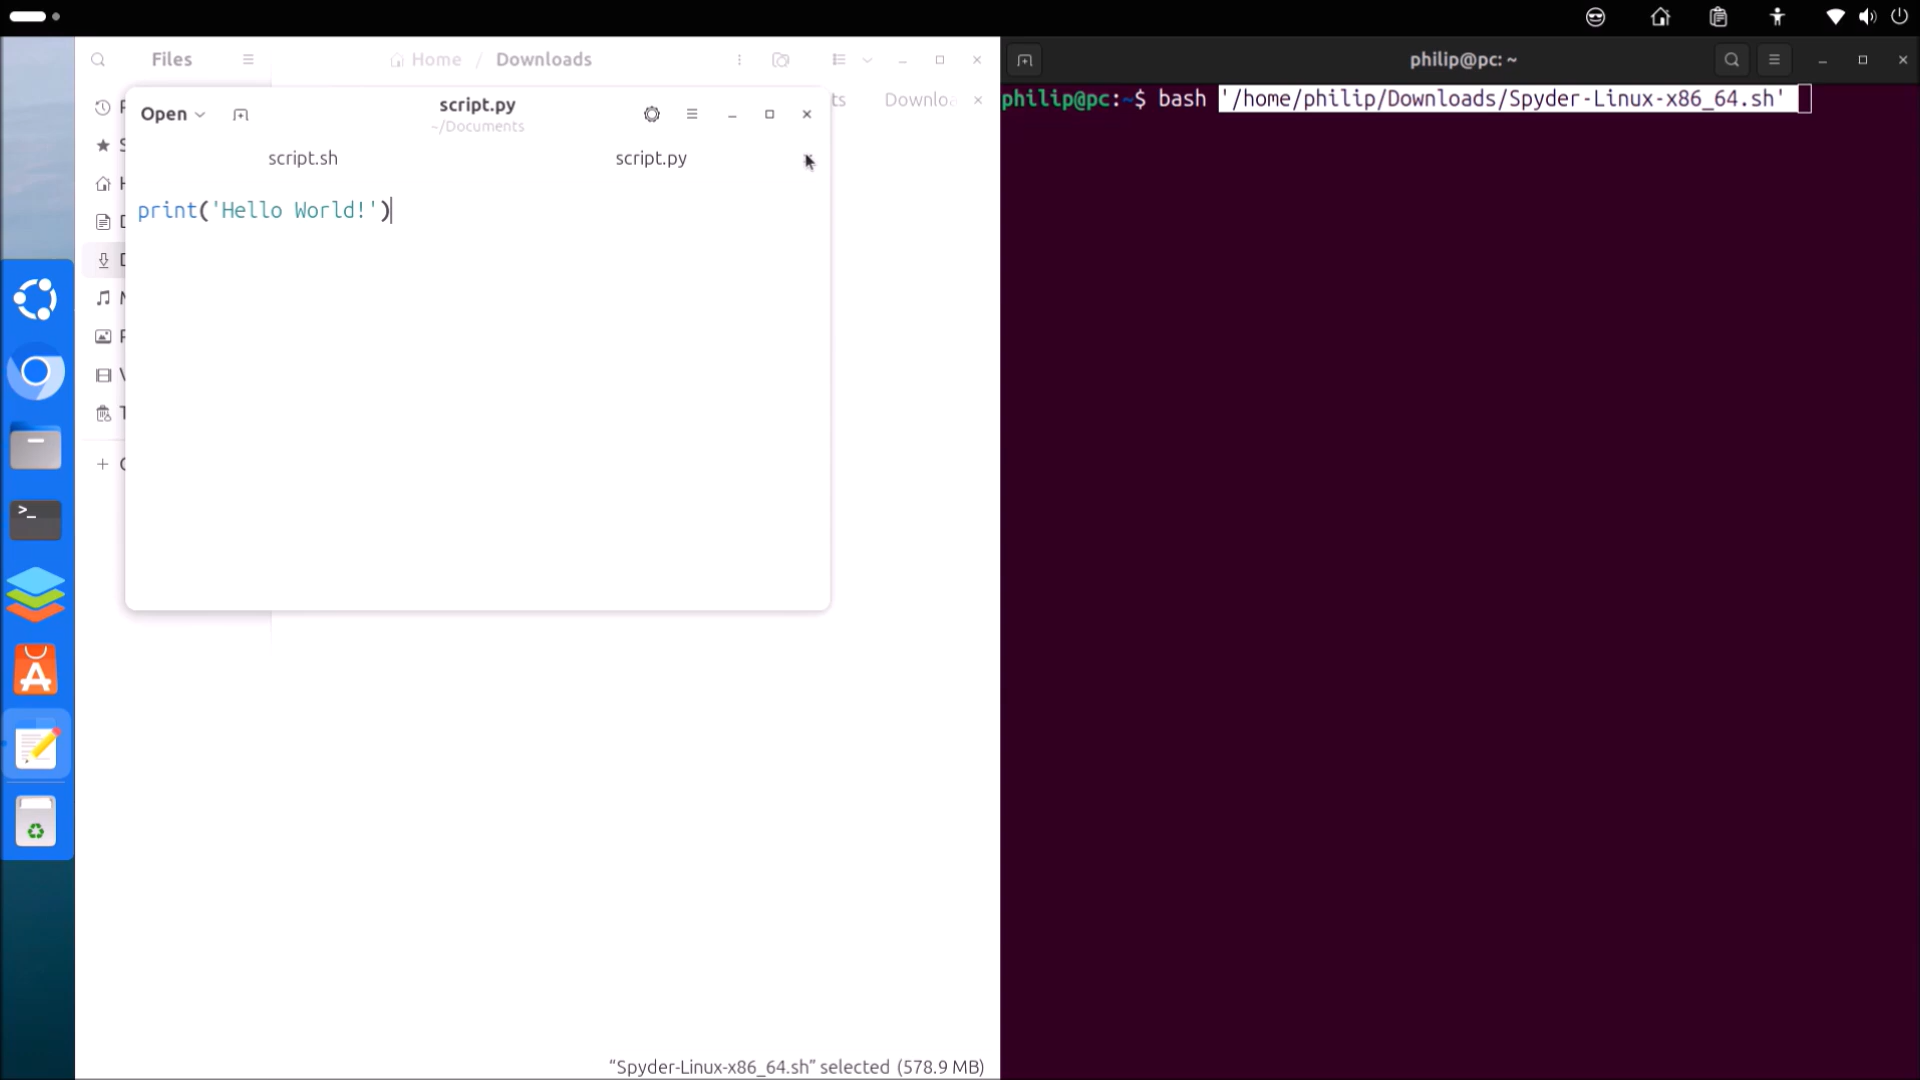 Files
Home / Downloads
philip@pc: ~
Open
script.py
~/Documents
ts
Downloa
script.sh
script.py
print('Hello World!')
philip@pc:~$ bash '/home/philip/Downloads/Spyder-Linux-x86_64.sh'
“Spyder-Linux-x86_64.sh” selected (578.9 MB)